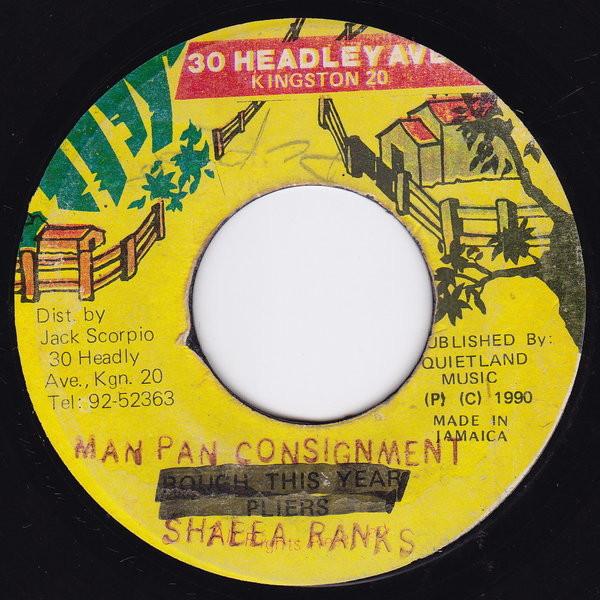 30 HEADLEY AVE
KINGSTON 20
Dist. by
Jack Scorpio
30 Headly
Ave., Kgn. 20
Tel: 92-52363
UBLISHED By:
QUIETLAND
MUSIC
(P) (C) 1990
MADE IN
JAMAICA
MAN PAN CONSIGNMENT
ROUGH THIS YEAR
PLIERS
SHAEEA RANKS